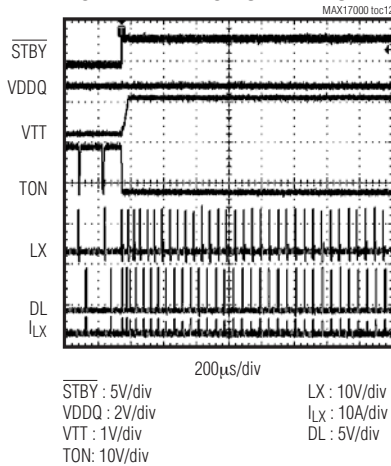 MAX17000 toc12
STBY
VDDQ
VTT
TON
LX
DL
ILX
200μs/div
STBY : 5V/div
VDDQ : 2V/div
VTT : 1V/div
TON: 10V/div
LX : 10V/div
ILX : 10A/div
DL : 5V/div